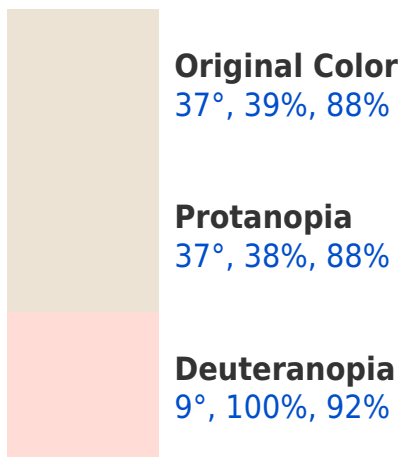 Original Color
37°, 39%, 88%
Protanopia
37°, 38%, 88%
Deuteranopia
9°, 100%, 92%